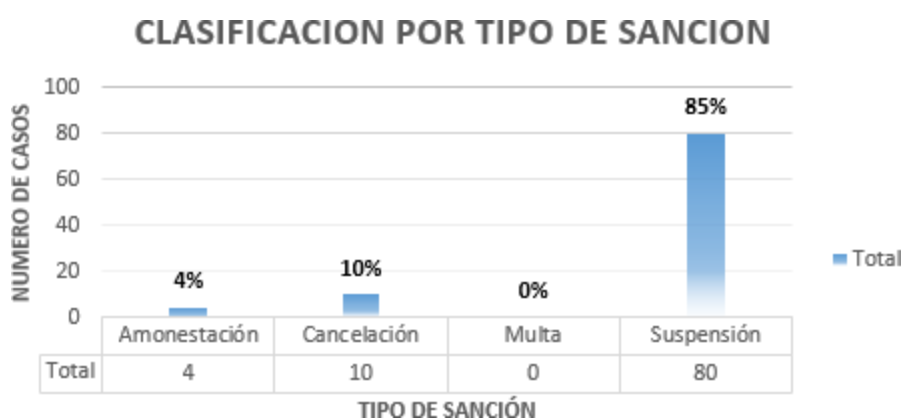 CLASIFICACION POR TIPO DE SANCION
NUMERO DE CASOS
100
80
60
40
20
0
4%
10%
0%
85%
Total
Amonestación Cancelación Multa Suspensión
Total 4 10 0 80
TIPO DE SANCIÓN